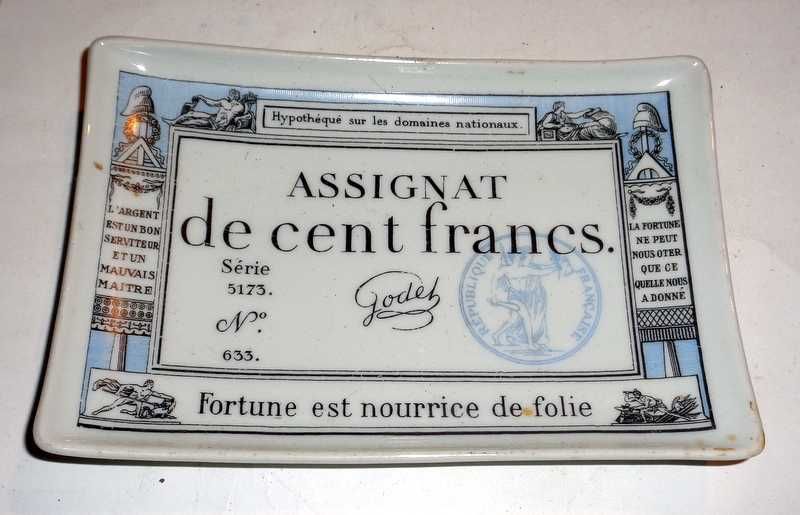 Hypothéqué sur les domaines nationaux.
ASSIGNAT
de cent francs.
Série
5173.
Nº.
633.
Godet
RÉPUBLIQUE FRANÇAISE
L'ARGENT
EST UN BON
SERVITEUR
ET UN
MAUVAIS
MAITRE
LA FORTUNE
NE PEUT
NOUS OTER
QUE CE
QUELLE NOUS
A DONNÉ
Fortune est nourrice de folie